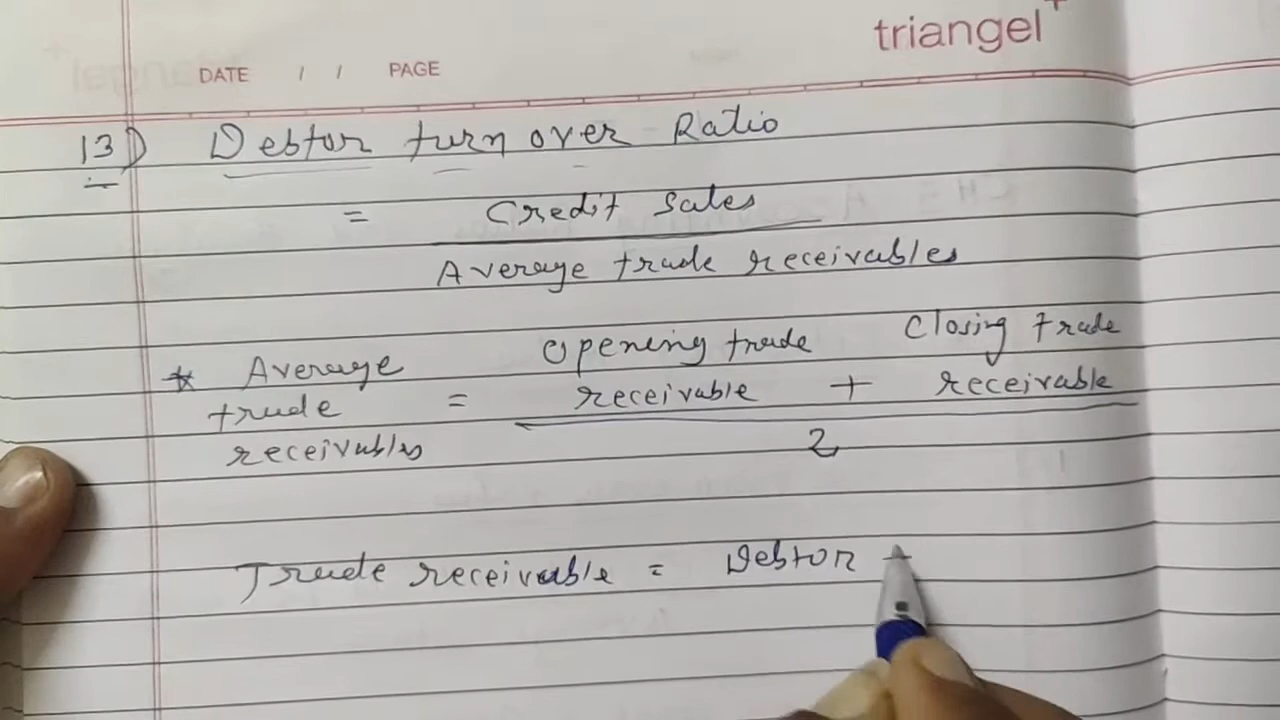 triangel+
DATE / / PAGE
13) Debtor turn over Ratio
= Credit Sales
Average trade receivables
* Average trade receivables = Opening trade receivable + Closing trade receivable
2
Trade receivable = Debtor +